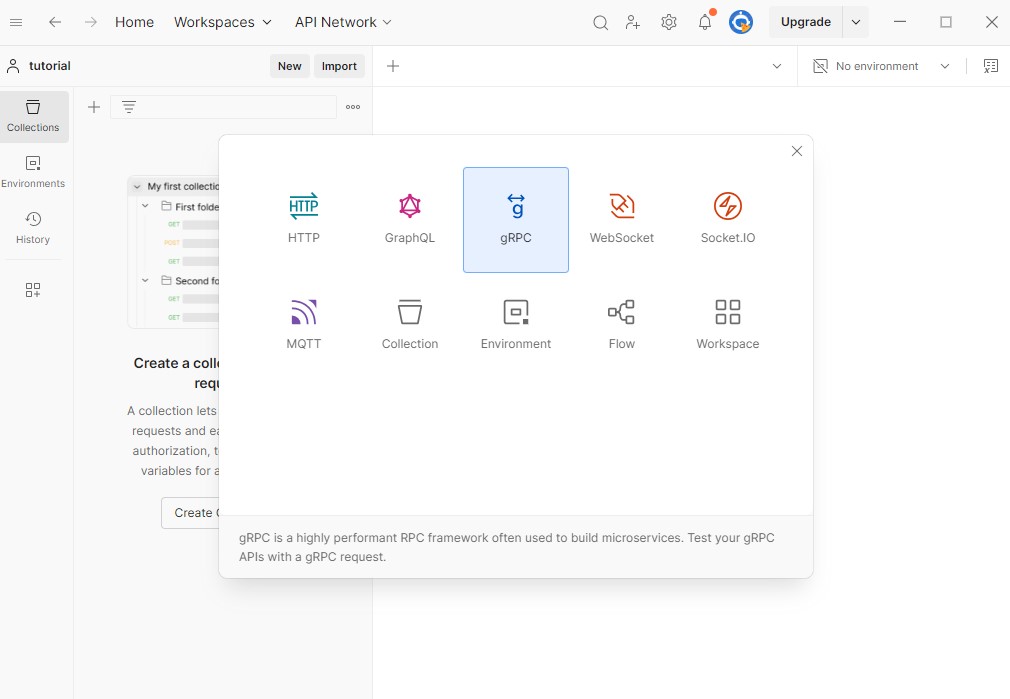 Home Workspaces API Network Upgrade
tutorial New Import No environment
Collections
Environments
History
My first collectio
First folde
GET
POST
GET
Second fo
GET
GET
Create a coll
requ
A collection lets
requests and ea
authorization, t
variables for a
Create C
HTTP
HTTP GraphQL gRPC WebSocket Socket.IO
MQTT Collection Environment Flow Workspace
gRPC is a highly performant RPC framework often used to build microservices. Test your gRPC
APIs with a gRPC request.